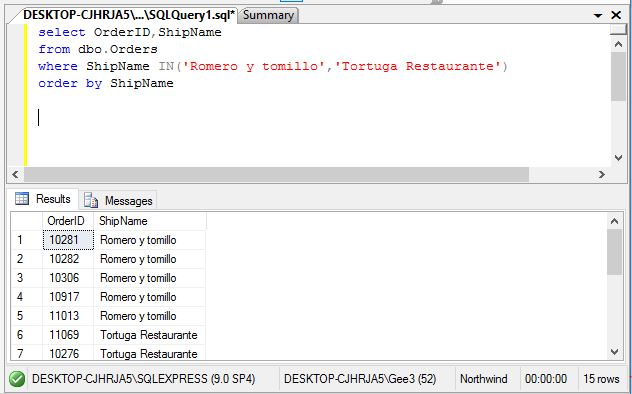 DESKTOP-CJHRJA5\...\SQLQuery1.sql* Summary
select OrderID,ShipName
from dbo.Orders
where ShipName IN('Romero y tomillo','Tortuga Restaurante')
order by ShipName
Results Messages
OrderID ShipName
1 10281 Romero y tomillo
2 10282 Romero y tomillo
3 10306 Romero y tomillo
4 10917 Romero y tomillo
5 11013 Romero y tomillo
6 11069 Tortuga Restaurante
7 10276 Tortuga Restaurante
DESKTOP-CJHRJA5\SQLEXPRESS (9.0 SP4) DESKTOP-CJHRJA5\Gee3 (52) Northwind 00:00:00 15 rows